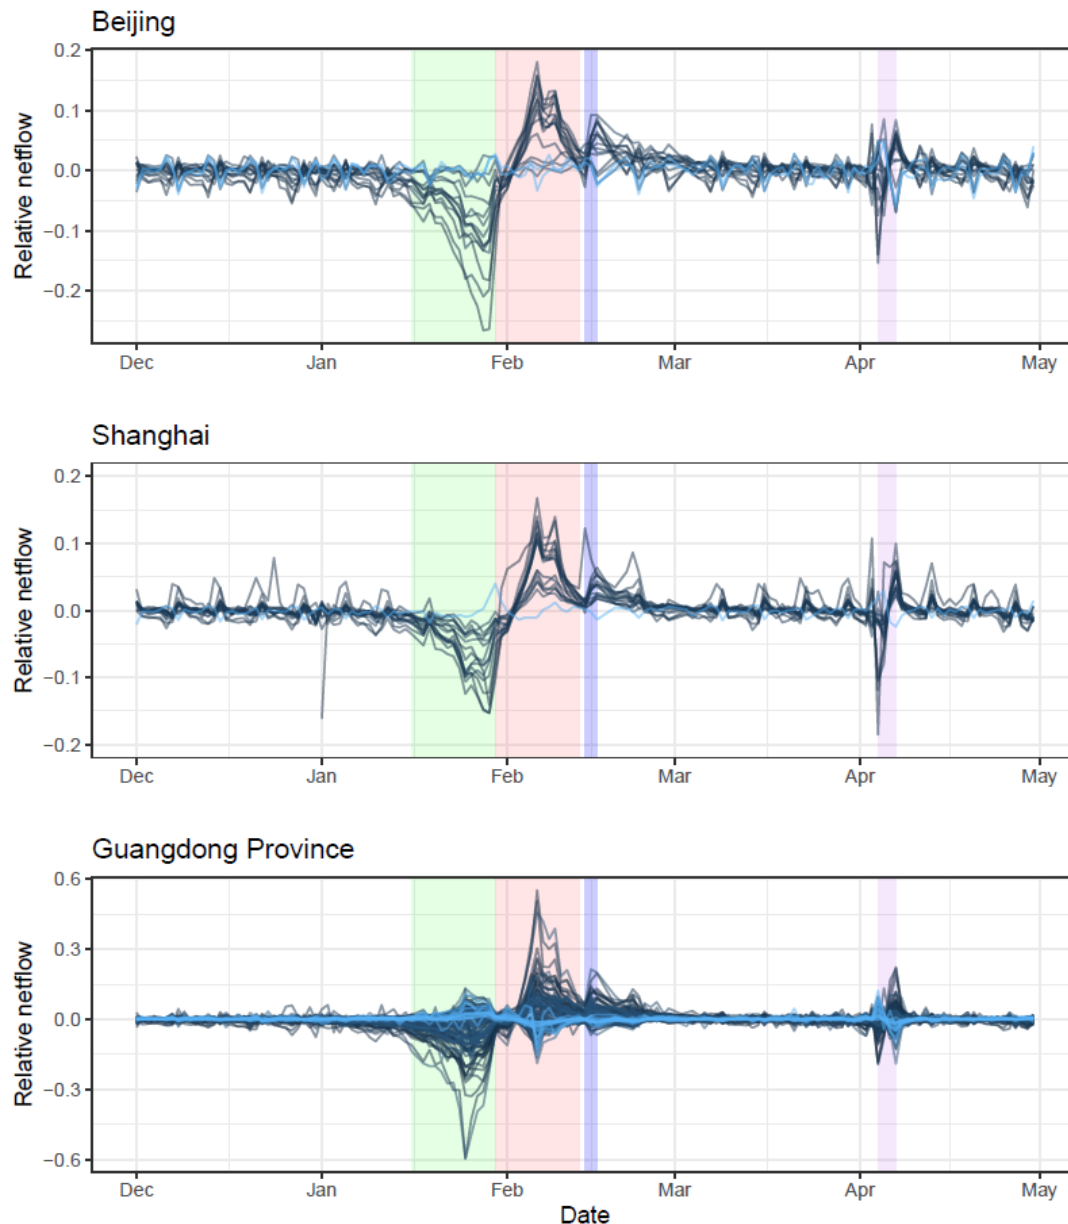 Beijing
0.2
0.1
0.0
−0.1
−0.2
Relative netflow
Dec Jan Feb Mar Apr May
Shanghai
0.2
0.1
0.0
−0.1
−0.2
Relative netflow
Dec Jan Feb Mar Apr May
Guangdong Province
0.6
0.3
0.0
−0.3
−0.6
Relative netflow
Dec Jan Feb Mar Apr May
Date